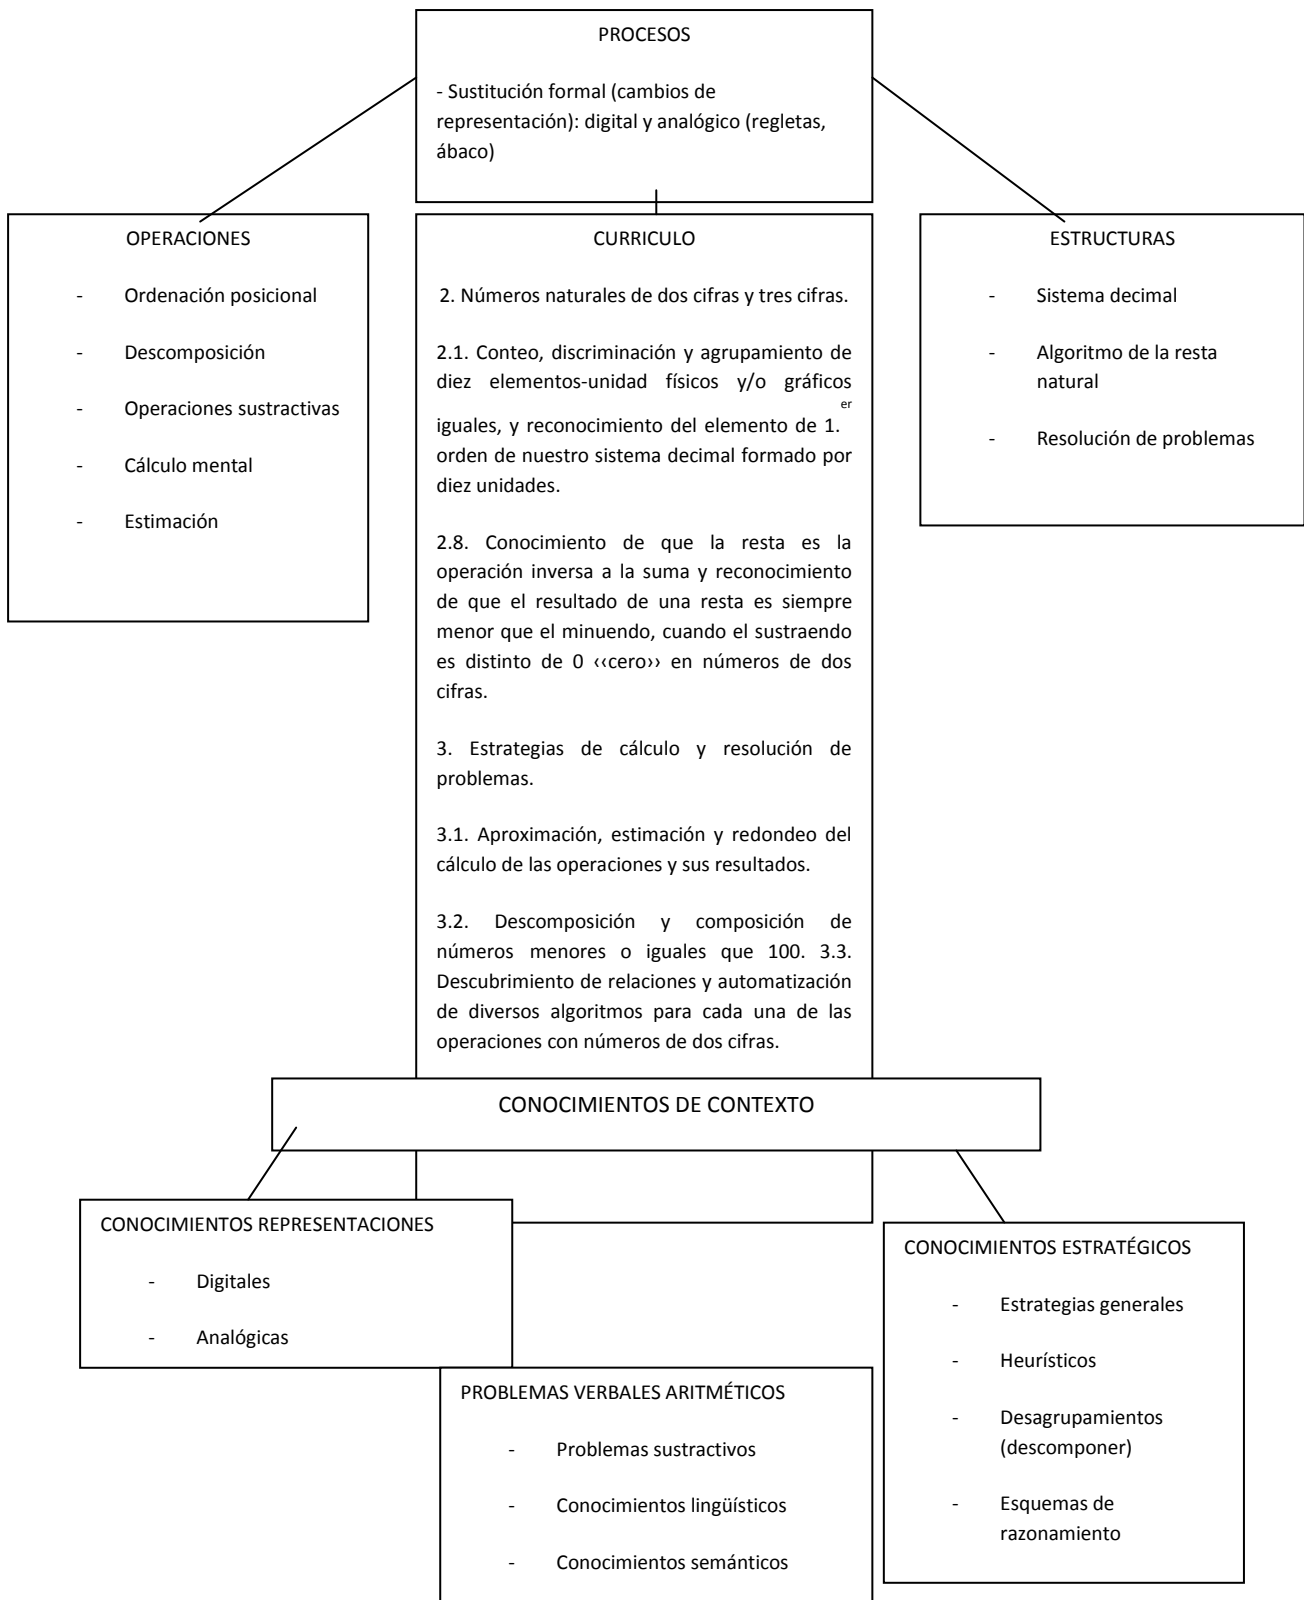 PROCESOS
- Sustitución formal (cambios de
representación): digital y analógico (regletas,
ábaco)
OPERACIONES
- Ordenación posicional
- Descomposición
- Operaciones sustractivas
- Cálculo mental
- Estimación
CURRICULO
2. Números naturales de dos cifras y tres cifras.
2.1. Conteo, discriminación y agrupamiento de
diez elementos-unidad físicos y/o gráficos
iguales, y reconocimiento del elemento de 1.er
orden de nuestro sistema decimal formado por
diez unidades.
2.8. Conocimiento de que la resta es la
operación inversa a la suma y reconocimiento
de que el resultado de una resta es siempre
menor que el minuendo, cuando el sustraendo
es distinto de 0 ‹‹cero›› en números de dos
cifras.
3. Estrategias de cálculo y resolución de
problemas.
3.1. Aproximación, estimación y redondeo del
cálculo de las operaciones y sus resultados.
3.2. Descomposición y composición de
números menores o iguales que 100. 3.3.
Descubrimiento de relaciones y automatización
de diversos algoritmos para cada una de las
operaciones con números de dos cifras.
ESTRUCTURAS
- Sistema decimal
- Algoritmo de la resta
natural
- Resolución de problemas
CONOCIMIENTOS DE CONTEXTO
CONOCIMIENTOS REPRESENTACIONES
- Digitales
- Analógicas
PROBLEMAS VERBALES ARITMÉTICOS
- Problemas sustractivos
- Conocimientos lingüísticos
- Conocimientos semánticos
CONOCIMIENTOS ESTRATÉGICOS
- Estrategias generales
- Heurísticos
- Desagrupamientos
(descomponer)
- Esquemas de
razonamiento